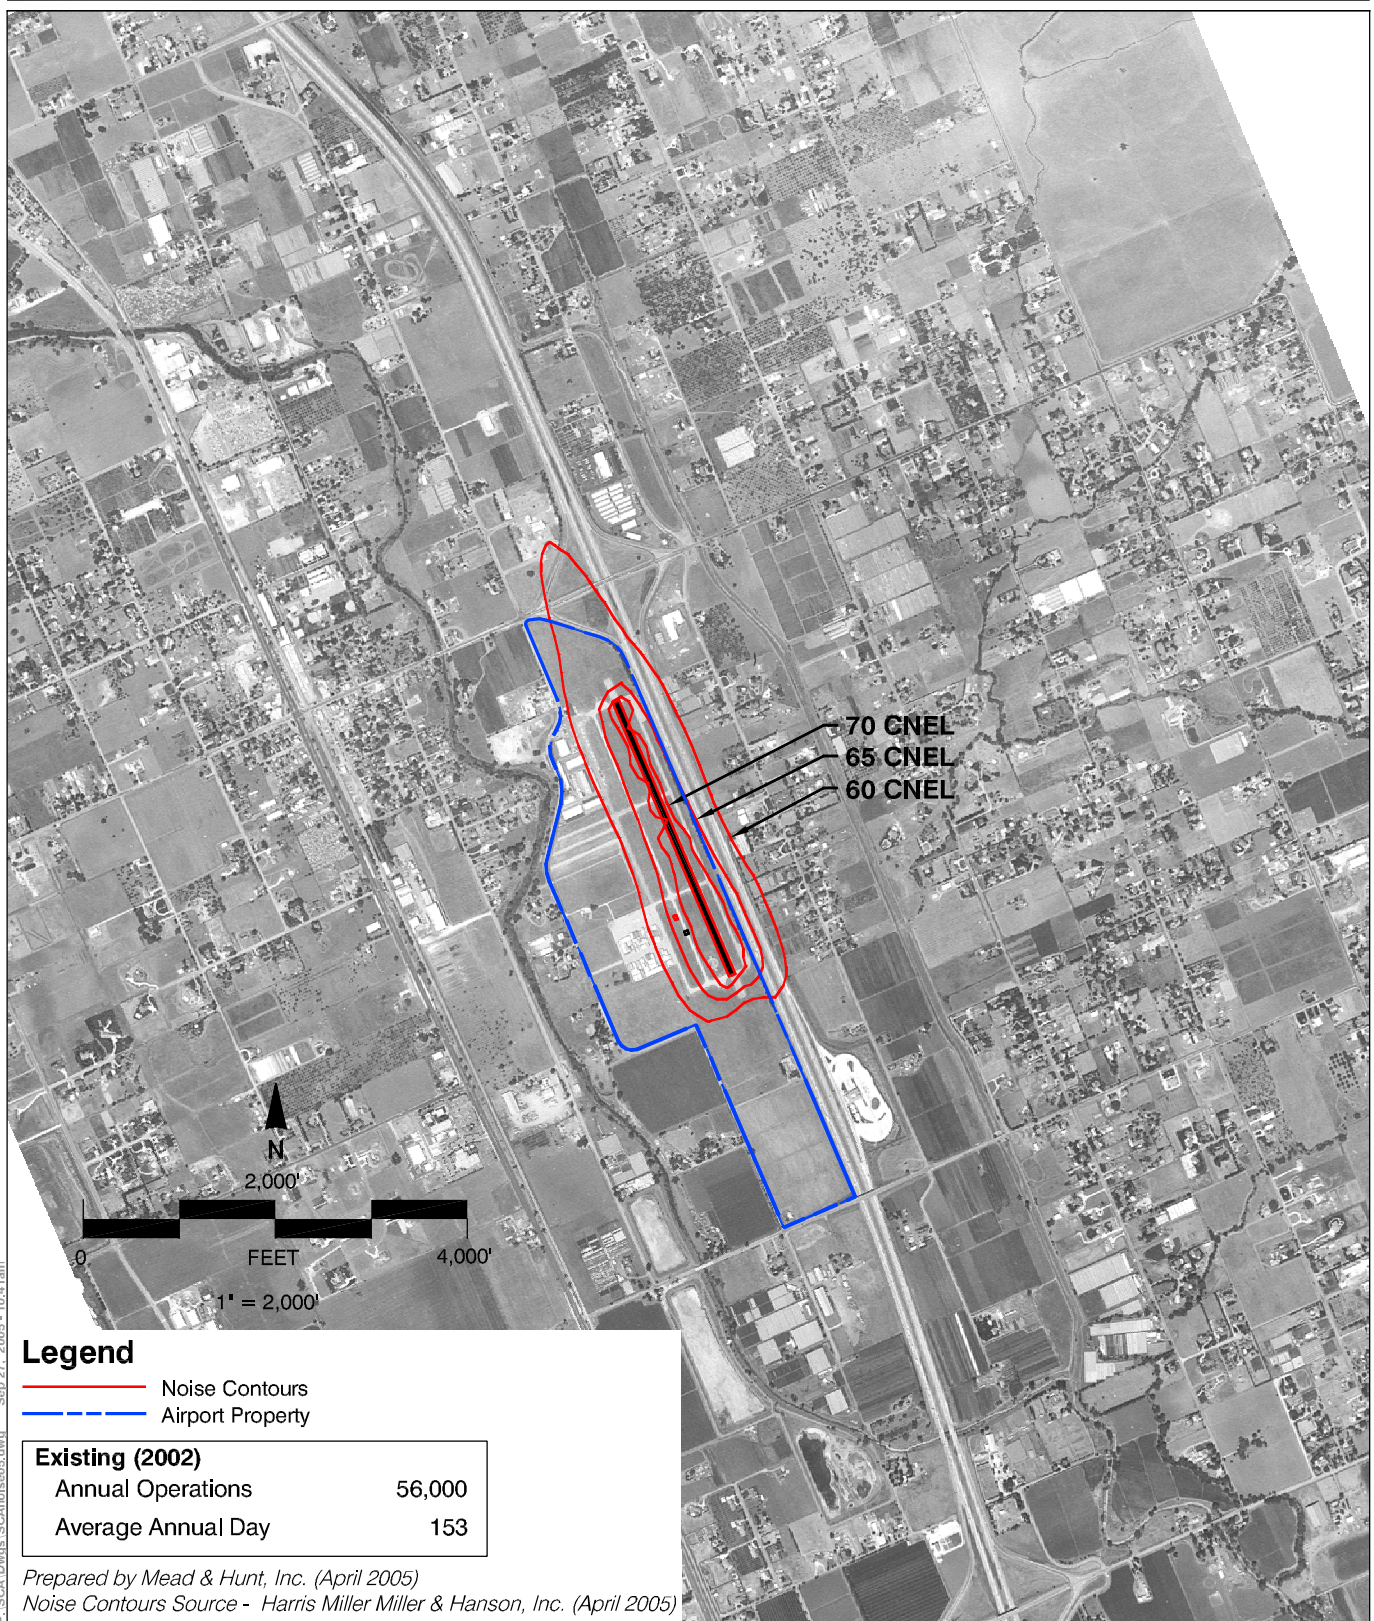 70 CNEL
65 CNEL
60 CNEL
N
2,000'
0 FEET 4,000'
1" = 2,000'
Legend
Noise Contours
Airport Property
Existing (2002)
Annual Operations 56,000
Average Annual Day 153
Prepared by Mead & Hunt, Inc. (April 2005)
Noise Contours Source - Harris Miller Miller & Hanson, Inc. (April 2005)